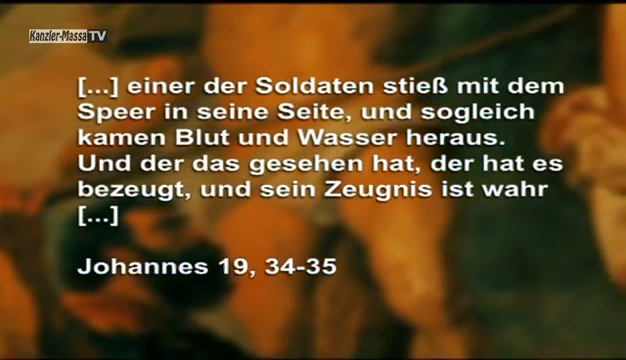 Kanzler-Massa TV
[...] einer der Soldaten stieß mit dem
Speer in seine Seite, und sogleich
kamen Blut und Wasser heraus.
Und der das gesehen hat, der hat es
bezeugt, und sein Zeugnis ist wahr
[...]
Johannes 19, 34-35